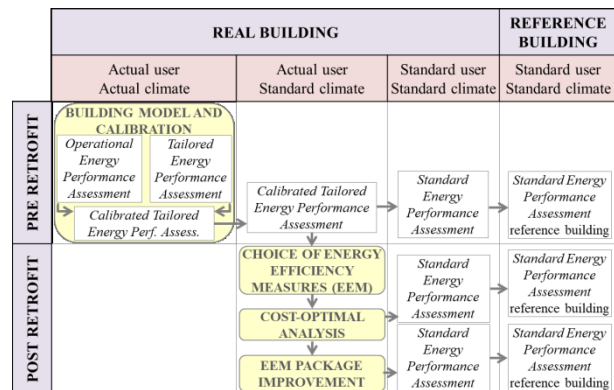 REAL BUILDING
REFERENCE
BUILDING
Actual user
Actual climate
Actual user
Standard climate
Standard user
Standard climate
Standard user
Standard climate
PRE RETROFIT
BUILDING MODEL AND
CALIBRATION
Operational
Energy
Performance
Assessment
Tailored
Energy
Performance
Assessment
Calibrated Tailored
Energy Perf. Assess.
Calibrated Tailored
Energy Performance
Assessment
Standard
Energy
Performance
Assessment
Standard Energy
Performance
Assessment
reference building
POST RETROFIT
CHOICE OF ENERGY
EFFICIENCY
MEASURES (EEM)
COST-OPTIMAL
ANALYSIS
EEM PACKAGE
IMPROVEMENT
Standard
Energy
Performance
Assessment
Standard Energy
Performance
Assessment
reference building
Standard
Energy
Performance
Assessment
Standard Energy
Performance
Assessment
reference building